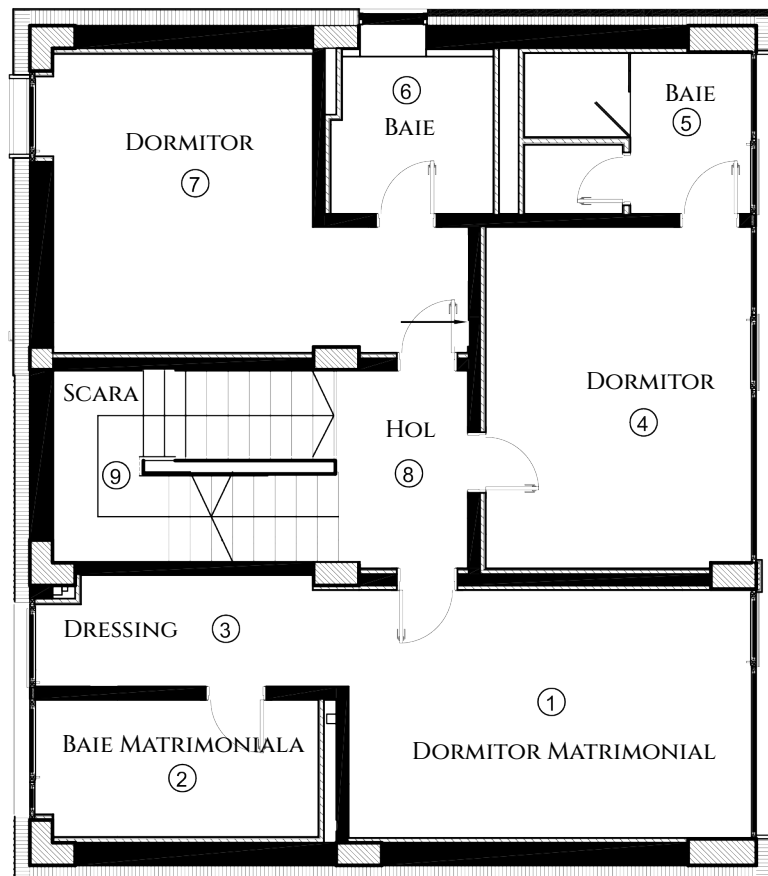 6
BAIE
BAIE
5
DORMITOR
7
SCARA
DORMITOR
4
HOL
8
9
DRESSING 3
1
BAIE MATRIMONIALA
2
DORMITOR MATRIMONIAL